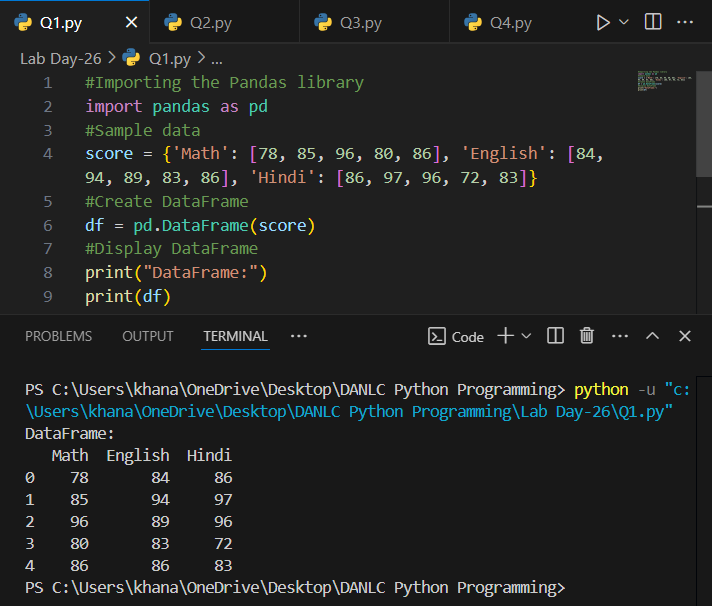 Q1.py Q2.py Q3.py Q4.py ...
Lab Day-26 > Q1.py > ...
1 #Importing the Pandas library
2 import pandas as pd
3 #Sample data
4 score = {'Math': [78, 85, 96, 80, 86], 'English': [84,
94, 89, 83, 86], 'Hindi': [86, 97, 96, 72, 83]}
5 #Create DataFrame
6 df = pd.DataFrame(score)
7 #Display DataFrame
8 print("DataFrame:")
9 print(df)
PROBLEMS OUTPUT TERMINAL ... Code ...
PS C:\Users\khana\OneDrive\Desktop\DANLC Python Programming> python -u "c:
\Users\khana\OneDrive\Desktop\DANLC Python Programming\Lab Day-26\Q1.py"
DataFrame:
   Math  English  Hindi
0    78       84     86
1    85       94     97
2    96       89     96
3    80       83     72
4    86       86     83
PS C:\Users\khana\OneDrive\Desktop\DANLC Python Programming>